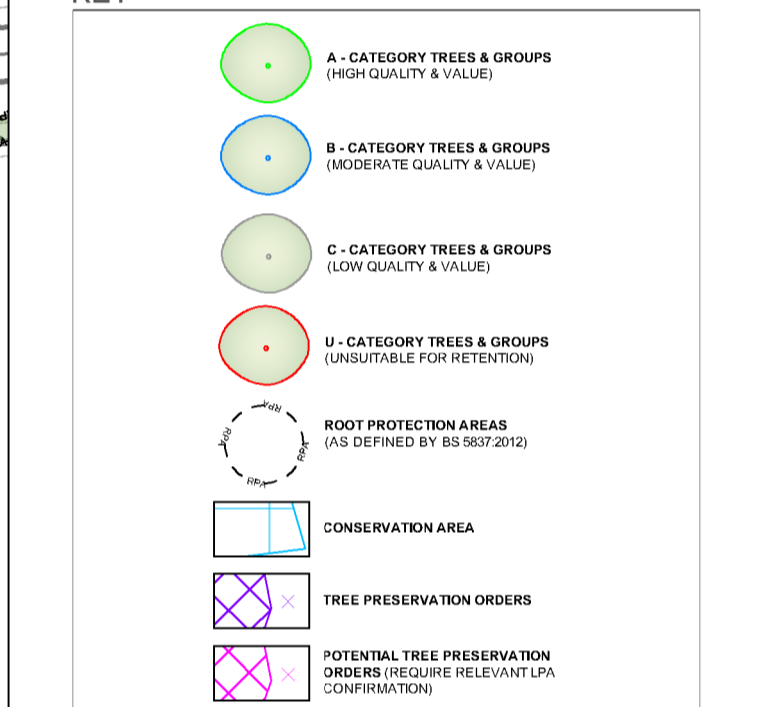 A - CATEGORY TREES & GROUPS
(HIGH QUALITY & VALUE)
B - CATEGORY TREES & GROUPS
(MODERATE QUALITY & VALUE)
C - CATEGORY TREES & GROUPS
(LOW QUALITY & VALUE)
U - CATEGORY TREES & GROUPS
(UNSUITABLE FOR RETENTION)
RPA
RPA
RPA
RPA
ROOT PROTECTION AREAS
(AS DEFINED BY BS 5837:2012)
CONSERVATION AREA
TREE PRESERVATION ORDERS
POTENTIAL TREE PRESERVATION
ORDERS (REQUIRE RELEVANT LPA
CONFIRMATION)